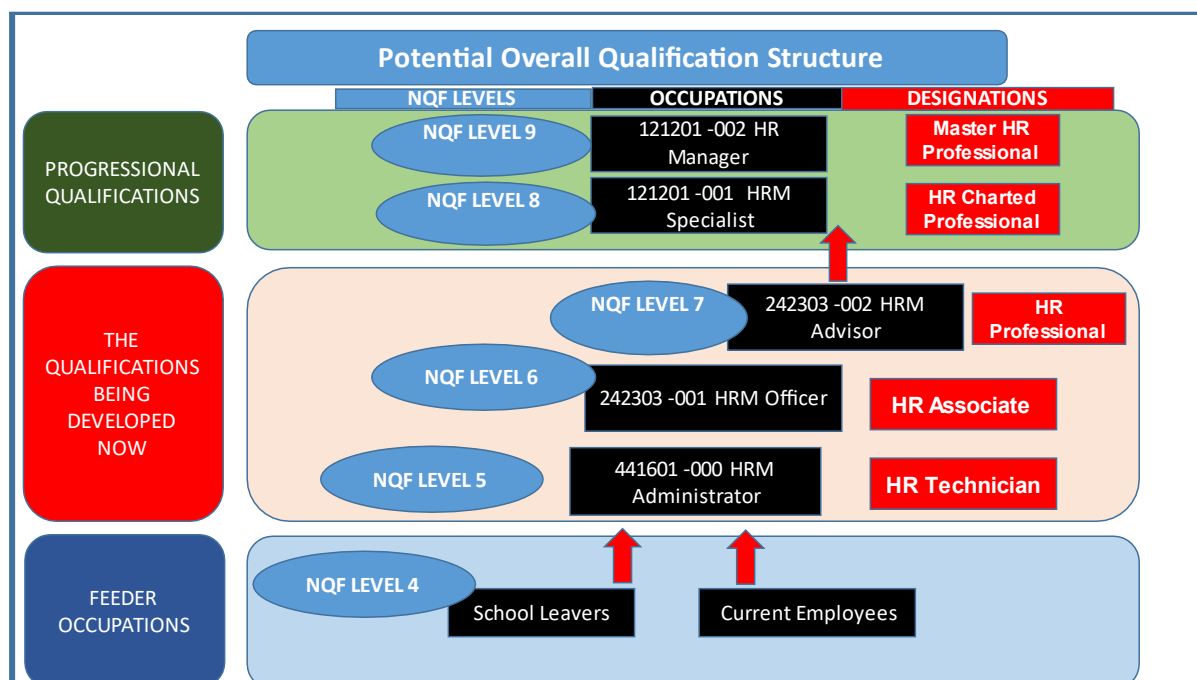 Potential Overall Qualification Structure
NQF LEVELS
OCCUPATIONS
DESIGNATIONS
PROGRESSIONAL
QUALIFICATIONS
NQF LEVEL 9
121201 -002 HR
Manager
Master HR
Professional
NQF LEVEL 8
121201 -001 HRM
Specialist
HR Charted
Professional
THE
QUALIFICATIONS
BEING
DEVELOPED
NOW
NQF LEVEL 7
242303 -002 HRM
Advisor
HR
Professional
NQF LEVEL 6
242303 -001 HRM Officer
HR Associate
NQF LEVEL 5
441601 -000 HRM
Administrator
HR Technician
FEEDER
OCCUPATIONS
NQF LEVEL 4
School Leavers
Current Employees